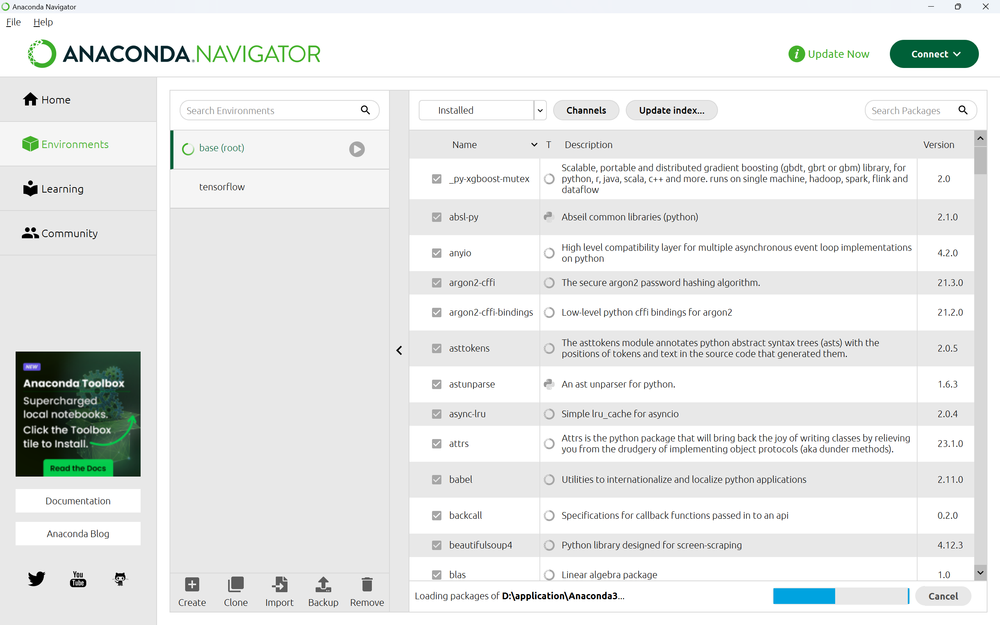 Anaconda Navigator
File Help
ANACONDA.NAVIGATOR
i Update Now
Connect
Home
Environments
Learning
Community
NEW
Anaconda Toolbox
Supercharged
local notebooks.
Click the Toolbox
tile to Install.
Read the Docs
Documentation
Anaconda Blog
You
Tube
Search Environments
base (root)
tensorflow
Create Clone Import Backup Remove
Installed Channels Update index... Search Packages
Name T Description Version
_py-xgboost-mutex Scalable, portable and distributed gradient boosting (gbdt, gbrt or gbm) library, for
python, r, java, scala, c++ and more. runs on single machine, hadoop, spark, flink and
dataflow 2.0
absl-py Abseil common libraries (python) 2.1.0
anyio High level compatibility layer for multiple asynchronous event loop implementations
on python 4.2.0
argon2-cffi The secure argon2 password hashing algorithm. 21.3.0
argon2-cffi-bindings Low-level python cffi bindings for argon2 21.2.0
asttokens The asttokens module annotates python abstract syntax trees (asts) with the
positions of tokens and text in the source code that generated them. 2.0.5
astunparse An ast unparser for python. 1.6.3
async-lru Simple lru_cache for asyncio 2.0.4
attrs Attrs is the python package that will bring back the joy of writing classes by relieving
you from the drudgery of implementing object protocols (aka dunder methods). 23.1.0
babel Utilities to internationalize and localize python applications 2.11.0
backcall Specifications for callback functions passed in to an api 0.2.0
beautifulsoup4 Python library designed for screen-scraping 4.12.3
blas Linear algebra package 1.0
Loading packages of D:\application\Anaconda3... Cancel